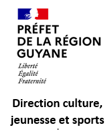 PRÉFET
DE LA RÉGION
GUYANE
Liberté
Égalité
Fraternité
Direction culture,
jeunesse et sports